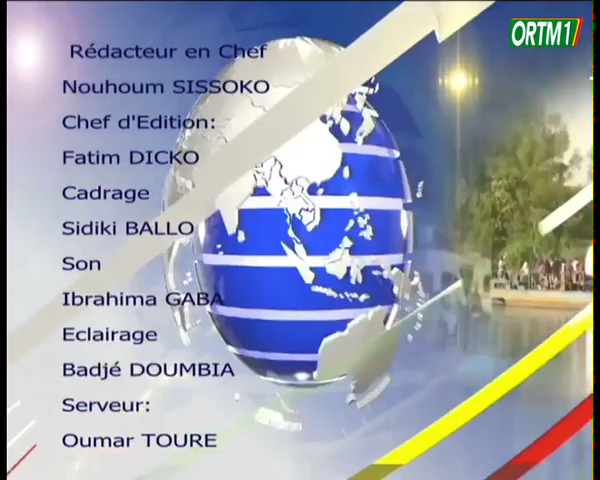 ORTM1
Rédacteur en Chef
Nouhoum SISSOKO
Chef d'Edition:
Fatim DICKO
Cadrage
Sidiki BALLO
Son
Ibrahima GABA
Eclairage
Badjé DOUMBIA
Serveur:
Oumar TOURE